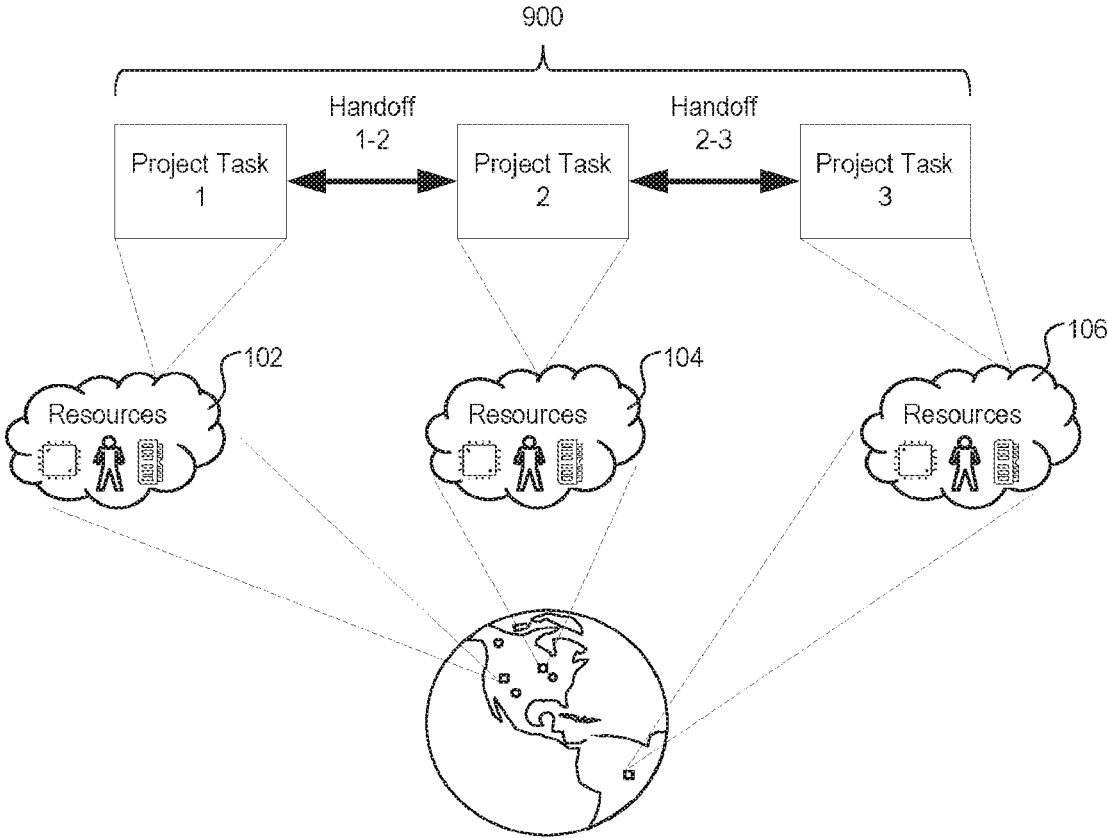 900
Handoff
1-2
Handoff
2-3
Project Task
1
Project Task
2
Project Task
3
102
104
106
Resources
Resources
Resources